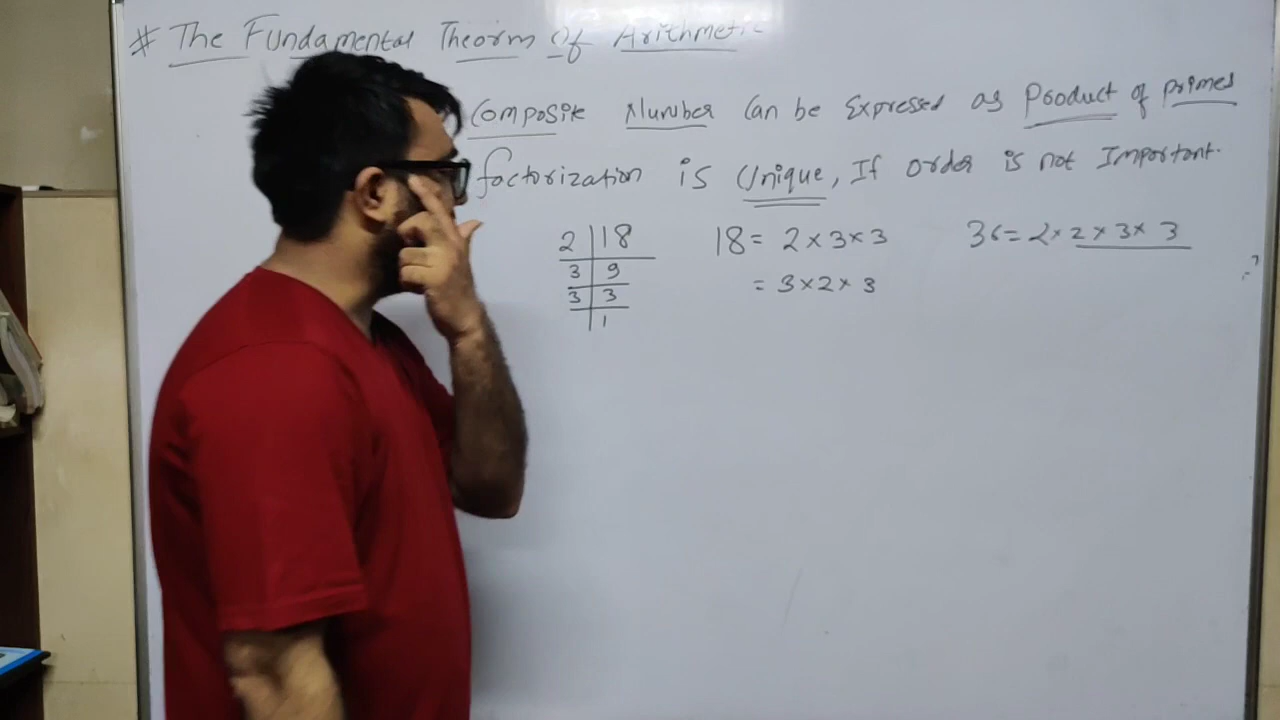 # The Fundamental Theorm Of Arithmetic
Composite Number Can be Expressed as Product of primes
factorization is Unique, If order is not Important.
2 | 18
3 | 9
3 | 3
| 1
18 = 2 × 3 × 3
= 3 × 2 × 3
36 = 2 × 2 × 3 × 3